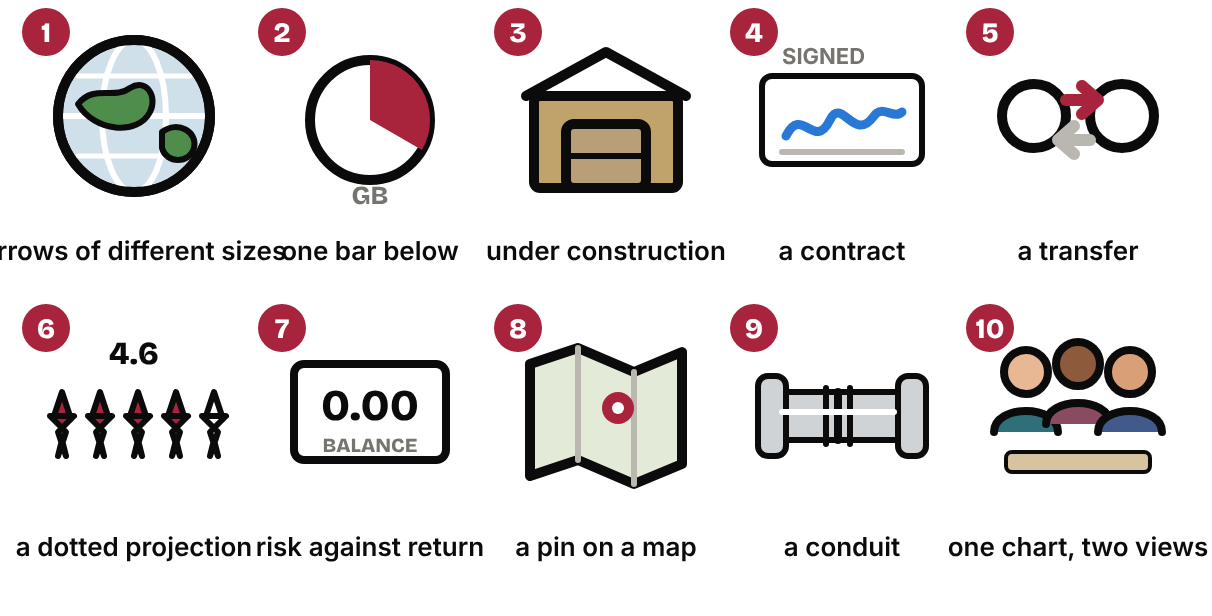 1
2
3
4
5
SIGNED
GB
rrows of different sizes
one bar below
under construction
a contract
a transfer
6
7
8
9
10
4.6
0.00
BALANCE
a dotted projection
risk against return
a pin on a map
a conduit
one chart, two views